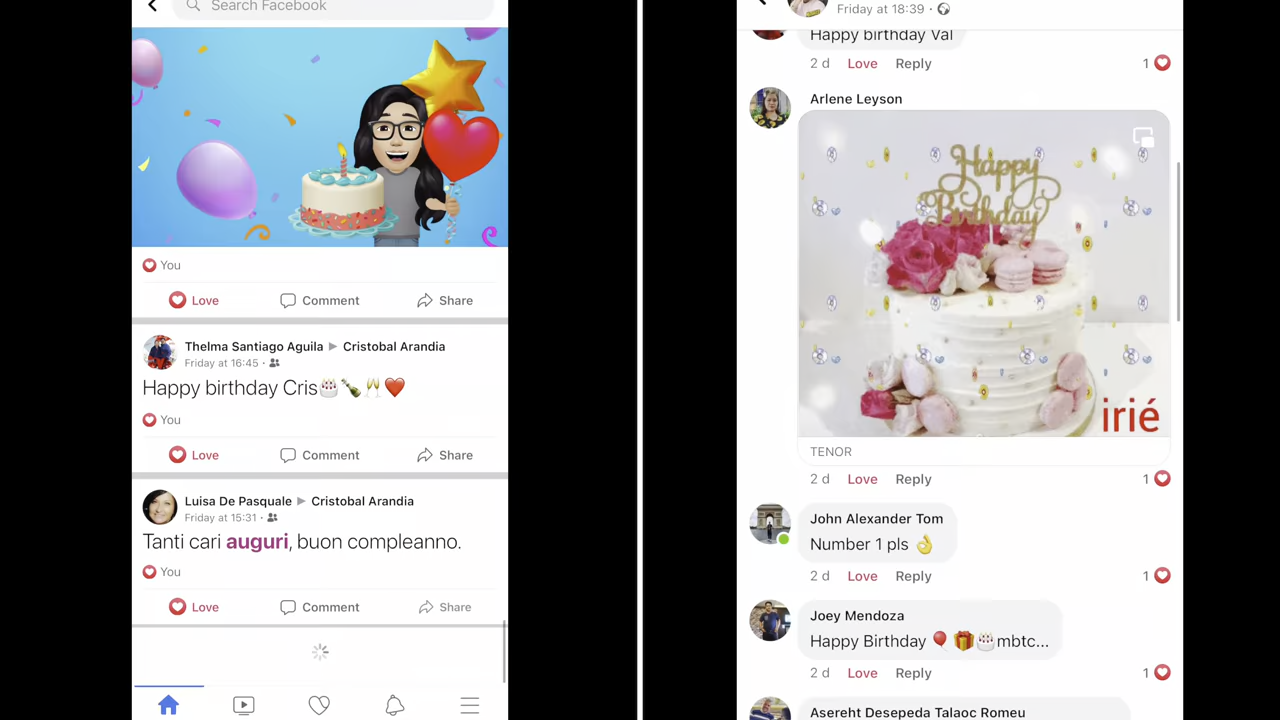 Search Facebook
You
Love Comment Share
Thelma Santiago Aguila ▶ Cristobal Arandia
Friday at 16:45 ·
Happy birthday Cris🎂🍾🥂❤️
You
Love Comment Share
Luisa De Pasquale ▶ Cristobal Arandia
Friday at 15:31 ·
Tanti cari auguri, buon compleanno.
You
Love Comment Share
Friday at 18:39 ·
Happy birthday Val
2 d Love Reply 1
Arlene Leyson
Happy
Birthday
irié
TENOR
2 d Love Reply 1
John Alexander Tom
Number 1 pls 👌
2 d Love Reply 1
Joey Mendoza
Happy Birthday 🎈🎁🎂mbtc...
2 d Love Reply 1
Asereht Desepeda Talaoc Romeu